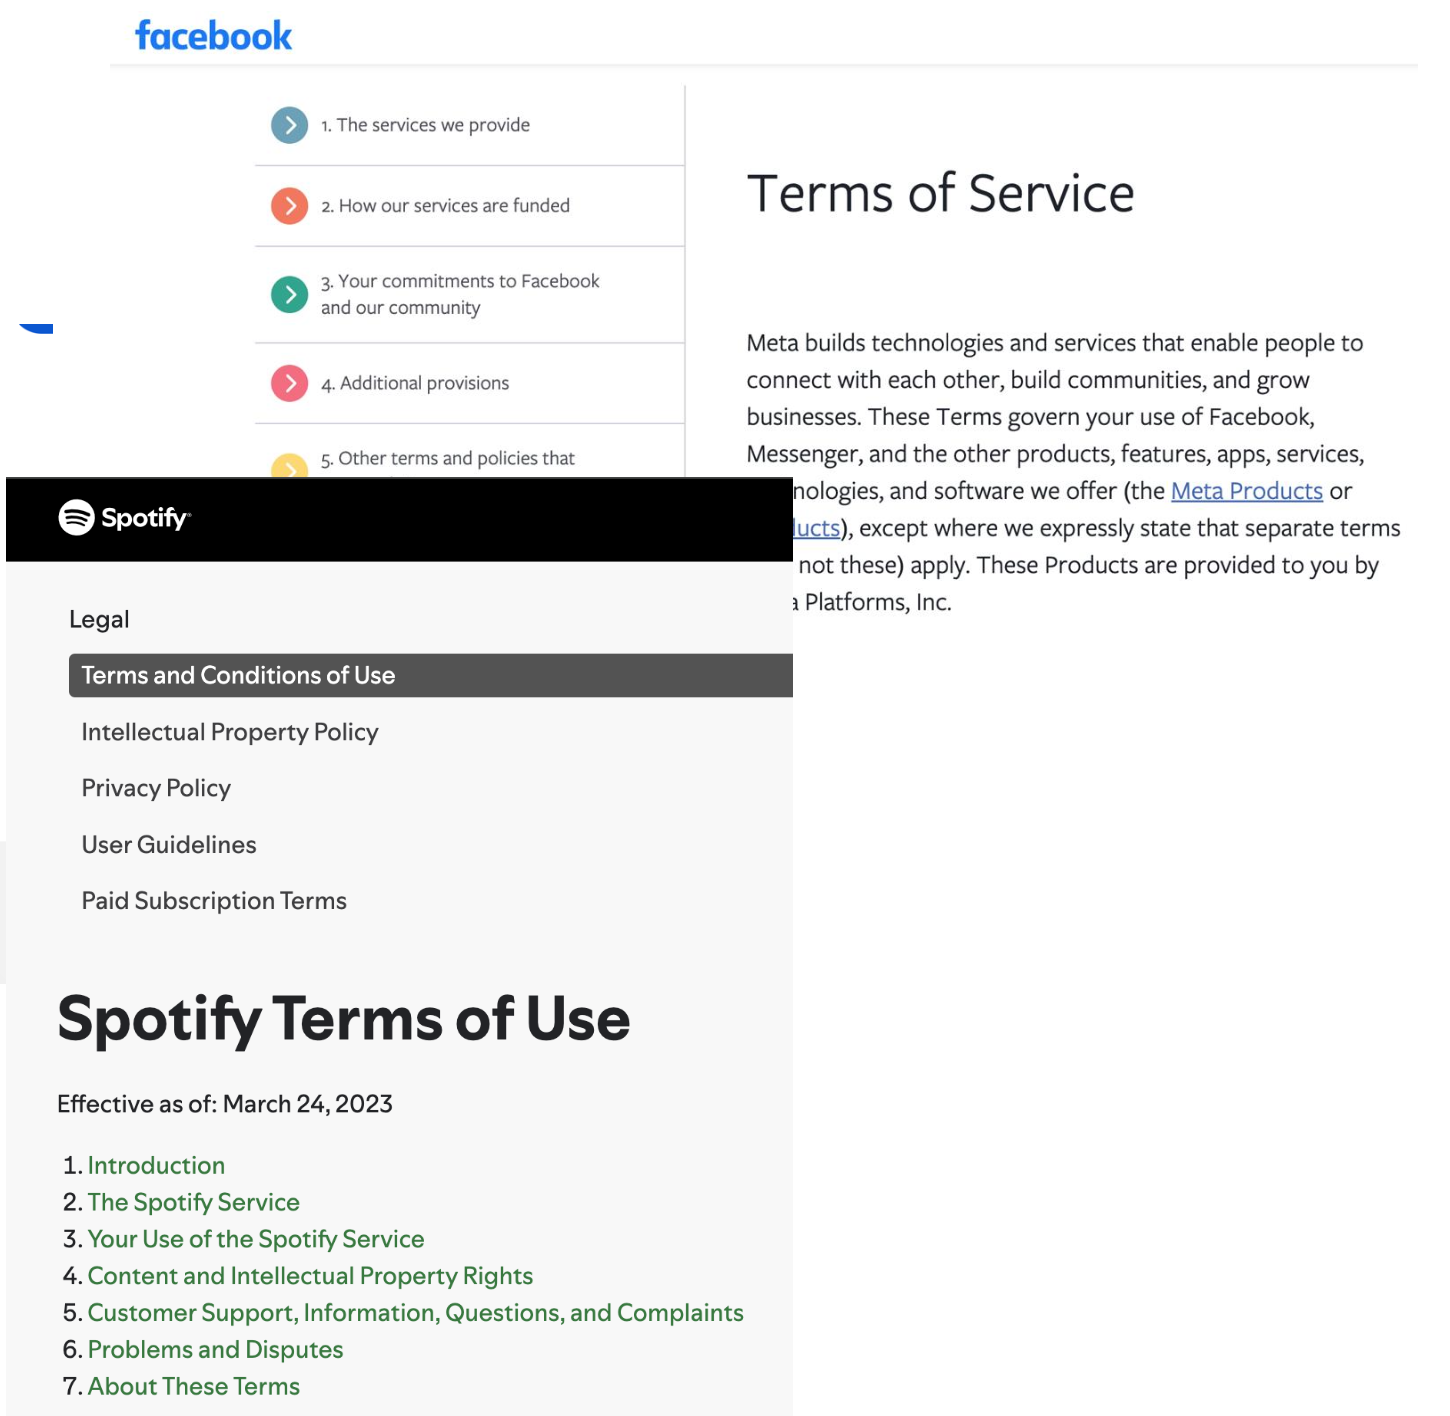 facebook
1. The services we provide
2. How our services are funded
3. Your commitments to Facebook
and our community
4. Additional provisions
5. Other terms and policies that
Terms of Service
Meta builds technologies and services that enable people to
connect with each other, build communities, and grow
businesses. These Terms govern your use of Facebook,
Messenger, and the other products, features, apps, services,
nologies, and software we offer (the Meta Products or
ucts), except where we expressly state that separate terms
not these) apply. These Products are provided to you by
a Platforms, Inc.
Spotify
Legal
Terms and Conditions of Use
Intellectual Property Policy
Privacy Policy
User Guidelines
Paid Subscription Terms
Spotify Terms of Use
Effective as of: March 24, 2023
1. Introduction
2. The Spotify Service
3. Your Use of the Spotify Service
4. Content and Intellectual Property Rights
5. Customer Support, Information, Questions, and Complaints
6. Problems and Disputes
7. About These Terms